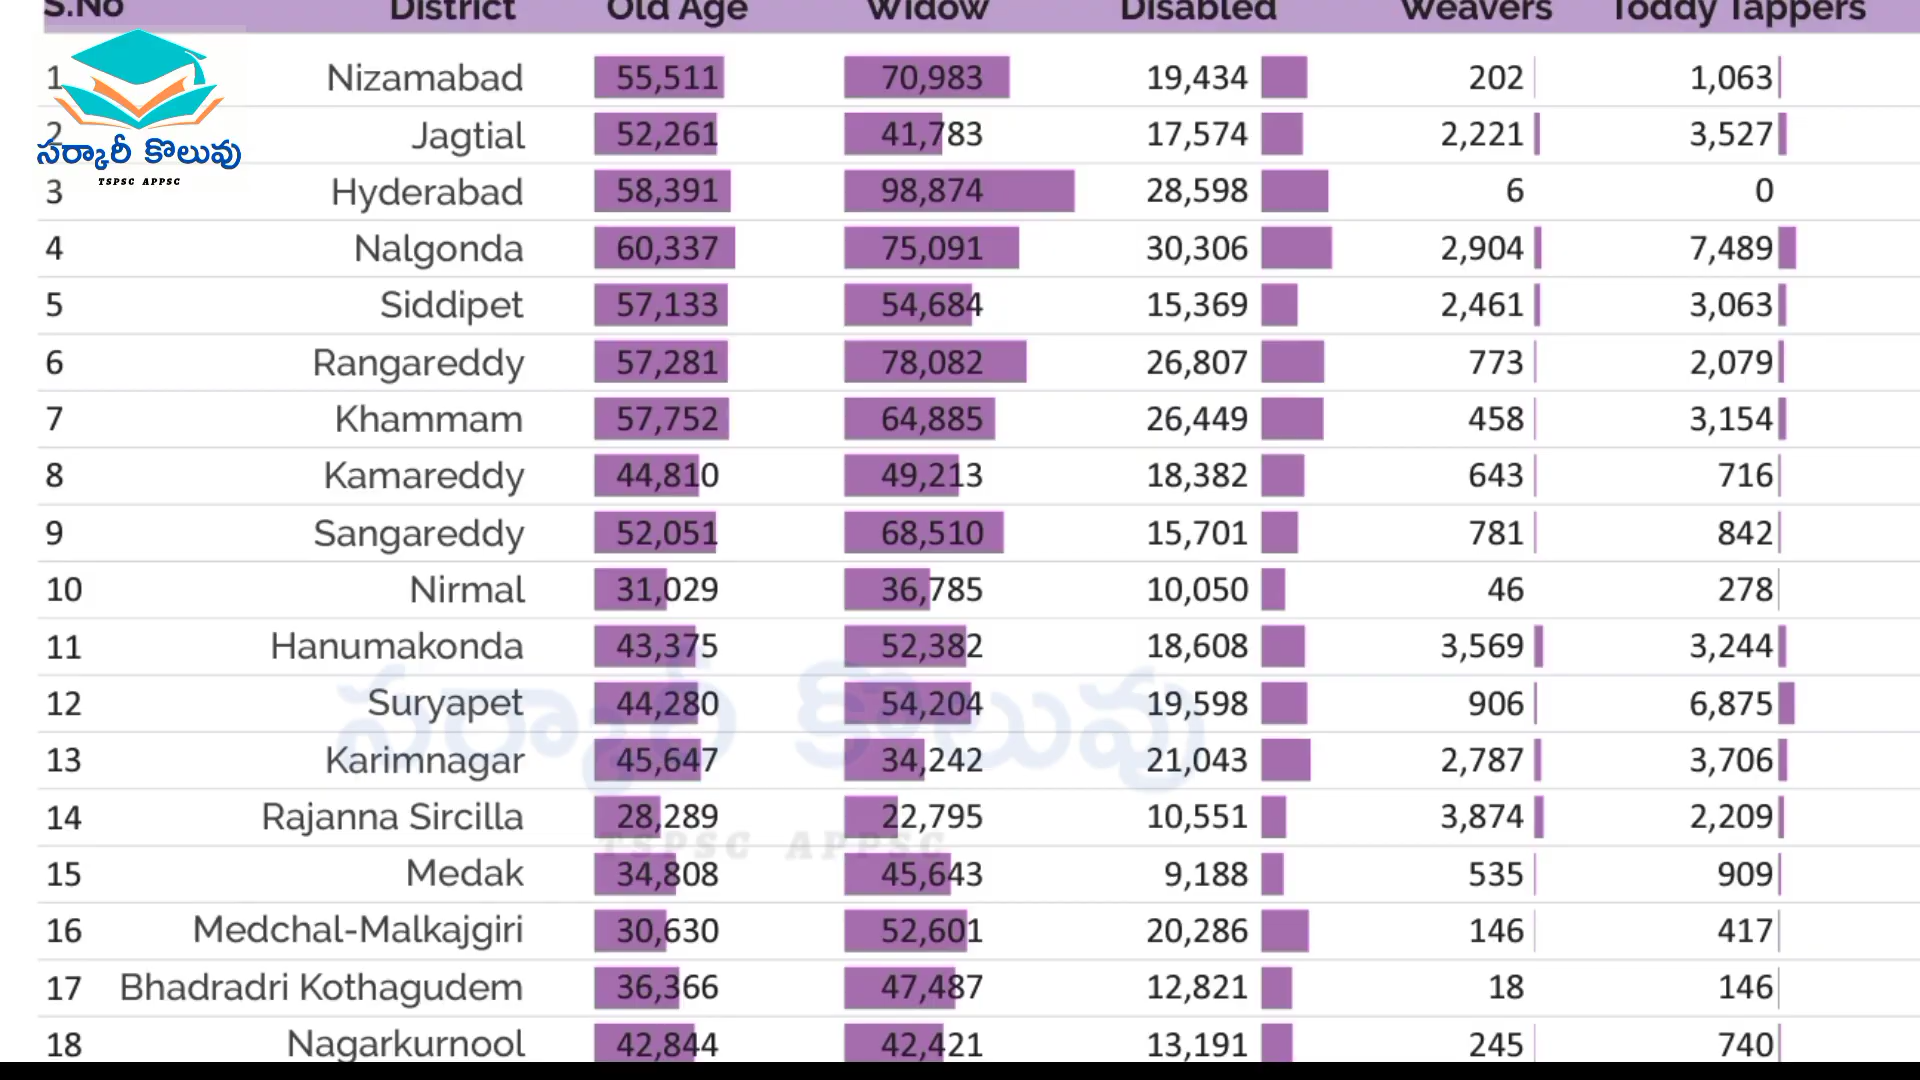 S.No District Old Age Widow Disabled Weavers Toddy Tappers
1 Nizamabad 55,511 70,983 19,434 202 1,063
2 Jagtial 52,261 41,783 17,574 2,221 3,527
సర్కారీ కొలువు
TSPSC APPSC
3 Hyderabad 58,391 98,874 28,598 6 0
4 Nalgonda 60,337 75,091 30,306 2,904 7,489
5 Siddipet 57,133 54,684 15,369 2,461 3,063
6 Rangareddy 57,281 78,082 26,807 773 2,079
7 Khammam 57,752 64,885 26,449 458 3,154
8 Kamareddy 44,810 49,213 18,382 643 716
9 Sangareddy 52,051 68,510 15,701 781 842
10 Nirmal 31,029 36,785 10,050 46 278
11 Hanumakonda 43,375 52,382 18,608 3,569 3,244
12 Suryapet 44,280 54,204 19,598 906 6,875
సర్కారీ కొలువు
13 Karimnagar 45,647 34,242 21,043 2,787 3,706
14 Rajanna Sircilla 28,289 22,795 10,551 3,874 2,209
TSPSC APPSC
15 Medak 34,808 45,643 9,188 535 909
16 Medchal-Malkajgiri 30,630 52,601 20,286 146 417
17 Bhadradri Kothagudem 36,366 47,487 12,821 18 146
18 Nagarkurnool 42,844 42,421 13,191 245 740